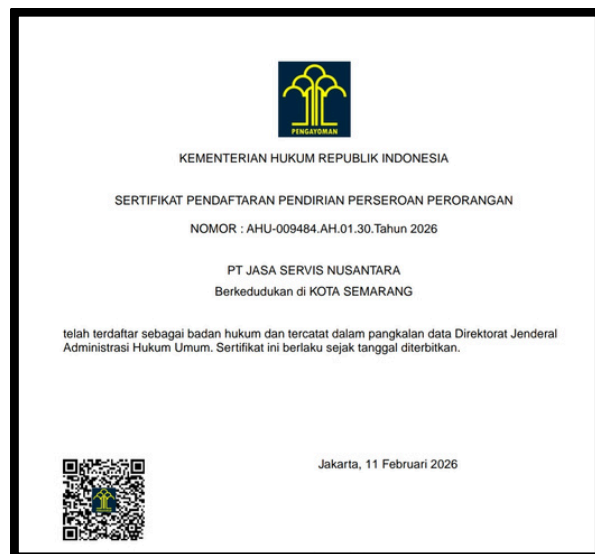 PENGAYOMAN
KEMENTERIAN HUKUM REPUBLIK INDONESIA
SERTIFIKAT PENDAFTARAN PENDIRIAN PERSEROAN PERORANGAN
NOMOR : AHU-009484.AH.01.30.Tahun 2026
PT JASA SERVIS NUSANTARA
Berkedudukan di KOTA SEMARANG
telah terdaftar sebagai badan hukum dan tercatat dalam pangkalan data Direktorat Jenderal
Administrasi Hukum Umum. Sertifikat ini berlaku sejak tanggal diterbitkan.
Jakarta, 11 Februari 2026